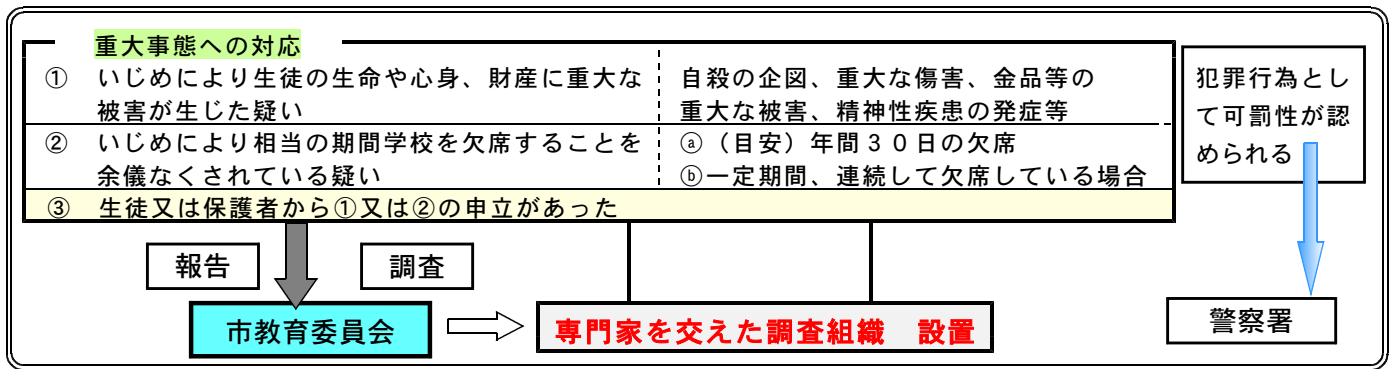 重大事態への対応
① いじめにより生徒の生命や心身、財産に重大な
被害が生じた疑い
自殺の企図、重大な傷害、金品等の
重大な被害、精神性疾患の発症等
② いじめにより相当の期間学校を欠席することを
余儀なくされている疑い
ⓐ（目安）年間３０日の欠席
ⓑ一定期間、連続して欠席している場合
③ 生徒又は保護者から①又は②の申立があった
犯罪行為とし
て可罰性が認
められる
報告
調査
市教育委員会
専門家を交えた調査組織 設置
警察署